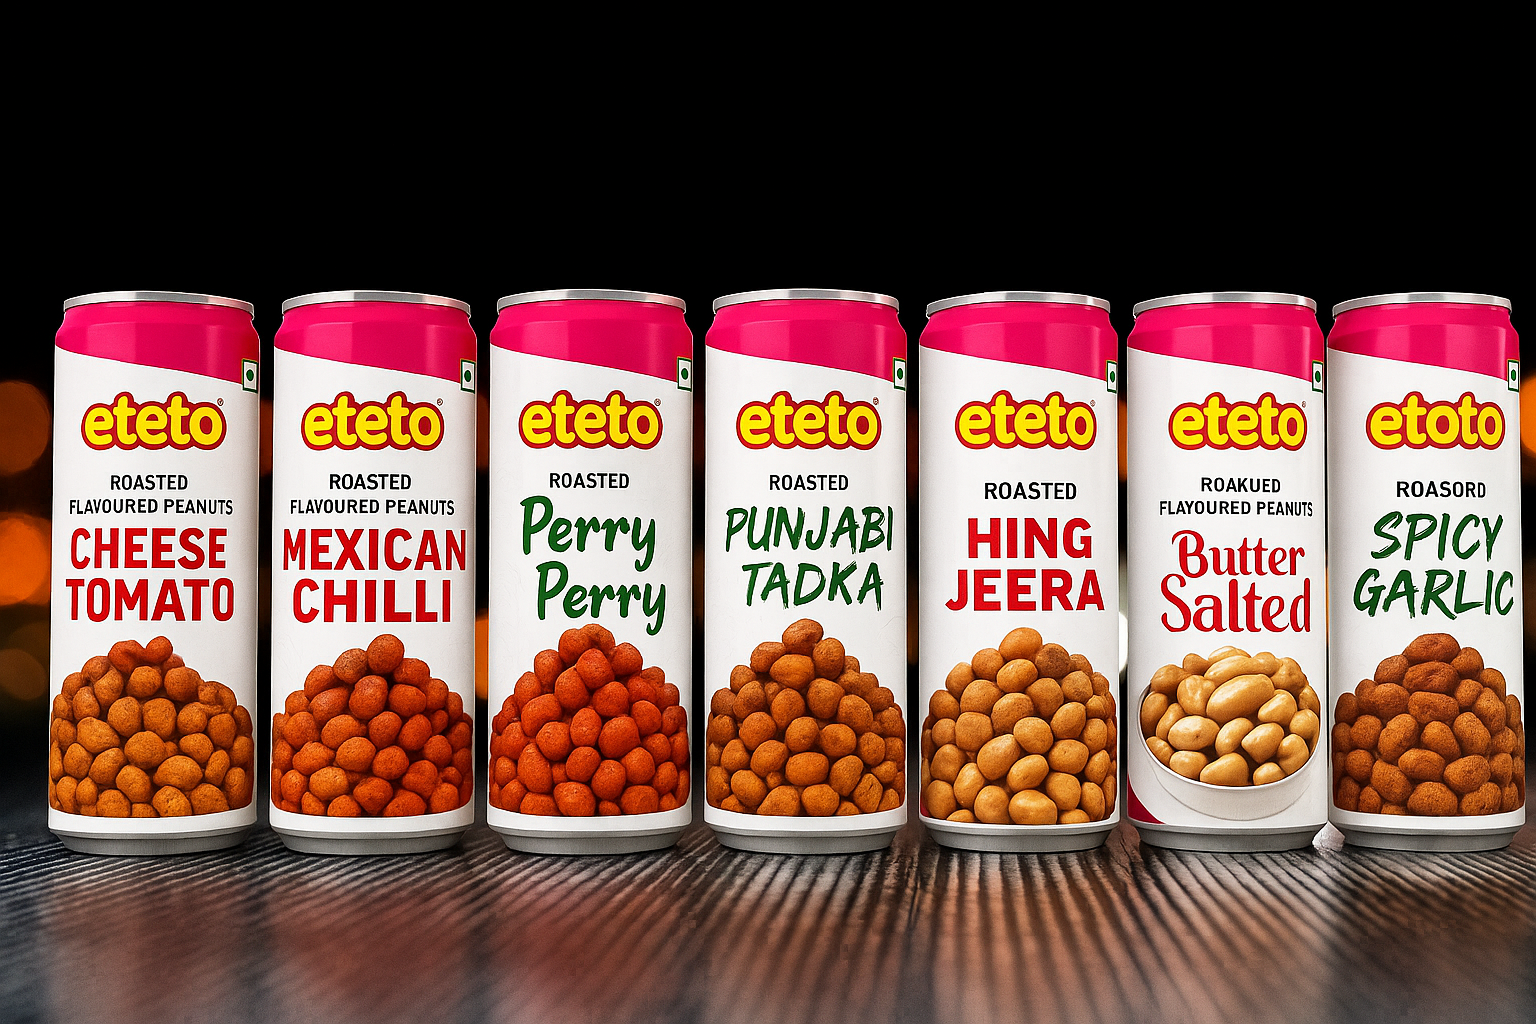 eteto®
ROASTED
FLAVOURED PEANUTS
CHEESE
TOMATO
eteto®
ROASTED
FLAVOURED PEANUTS
MEXICAN
CHILLI
eteto®
ROASTED
Perry
Perry
eteto®
ROASTED
PUNJABI
TADKA
eteto®
ROASTED
HING
JEERA
eteto®
ROAKUED
FLAYOURED PEANUTS
Butter
Salted
etoto
ROASORD
SPICY
GARLIC